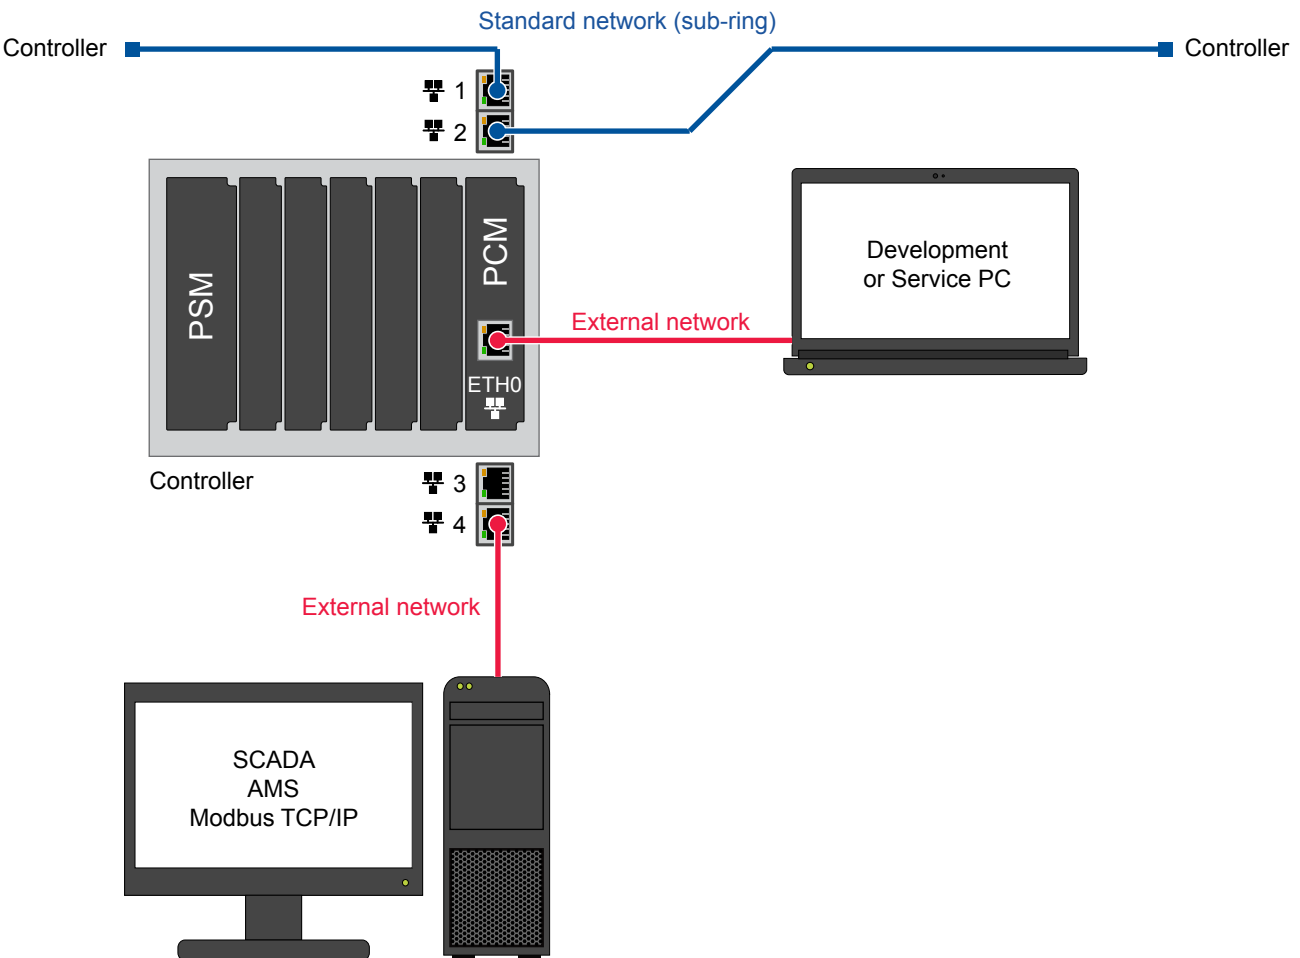 Standard network (sub-ring)
Controller
Controller
1
2
PSM
PCM
ETH0
External network
Development
or Service PC
Controller
3
4
External network
SCADA
AMS
Modbus TCP/IP